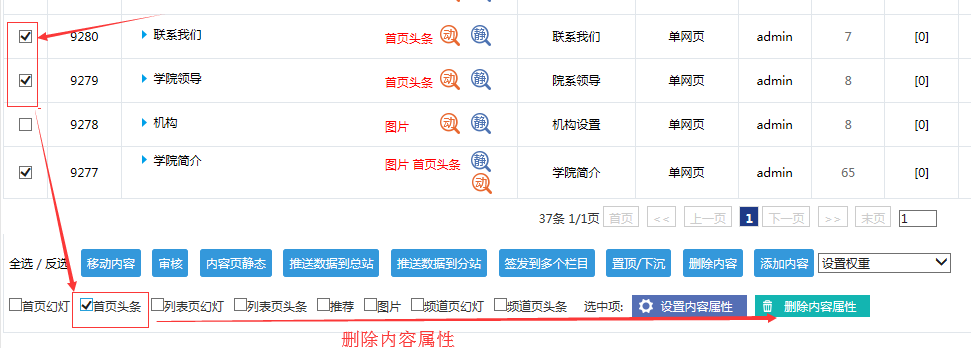 9280 联系我们 首页头条 动 静 联系我们 单网页 admin 7 [0]
9279 学院领导 首页头条 动 静 院系领导 单网页 admin 8 [0]
9278 机构 图片 动 静 机构设置 单网页 admin 8 [0]
9277 学院简介 图片 首页头条 静 学院简介 单网页 admin 65 [0]
动
37条 1/1页 首页 << 上一页 1 下一页 >> 末页 1
全选 / 反选 移动内容 审核 内容页静态 推送数据到总站 推送数据到分站 签发到多个栏目 置顶/下沉 删除内容 添加内容 设置权重
首页幻灯 首页头条 列表页幻灯 列表页头条 推荐 图片 频道页幻灯 频道页头条 选中项: 设置内容属性 删除内容属性
删除内容属性